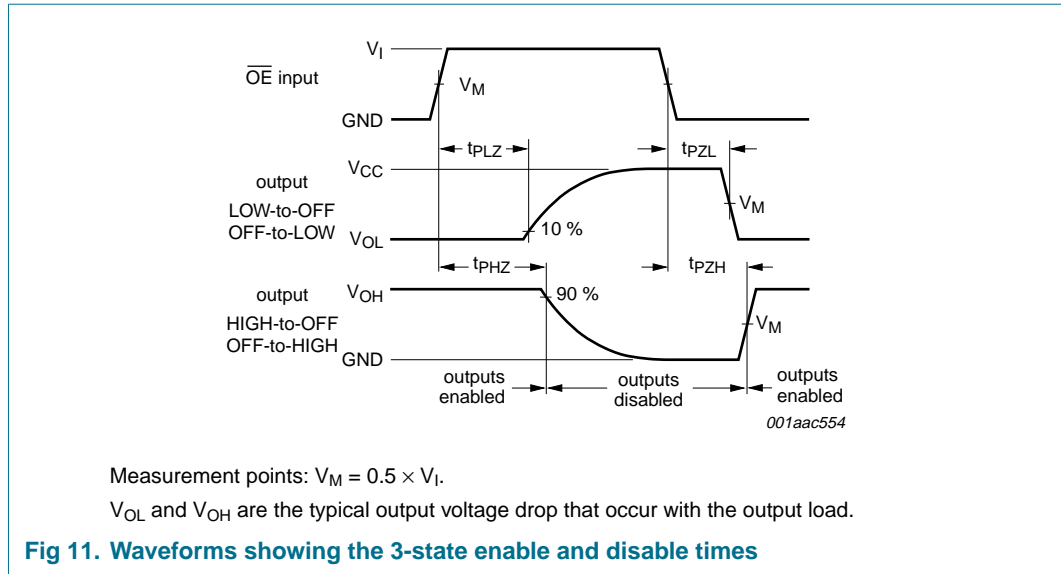 V_I
OE input
V_M
GND
t_PLZ
t_PZL
V_CC
output
LOW-to-OFF
OFF-to-LOW
V_M
10 %
V_OL
t_PHZ
t_PZH
output
V_OH
90 %
HIGH-to-OFF
OFF-to-HIGH
V_M
GND
outputs
enabled
outputs
disabled
outputs
enabled
001aac554
Measurement points: V_M = 0.5 × V_I.
V_OL and V_OH are the typical output voltage drop that occur with the output load.
Fig 11. Waveforms showing the 3-state enable and disable times